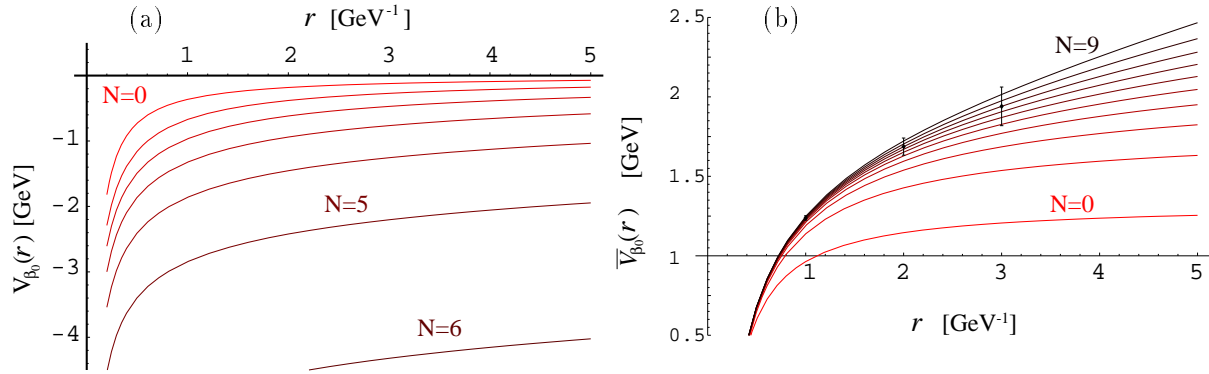 (a)
r [GeV⁻¹]
1 2 3 4 5
N=0
N=5
N=6
-1
-2
-3
-4
V_β₀(r) [GeV]
(b)
2.5
2
1.5
1
0.5
N=9
N=0
1 2 3 4 5
r [GeV⁻¹]
V̅_β₀(r) [GeV]